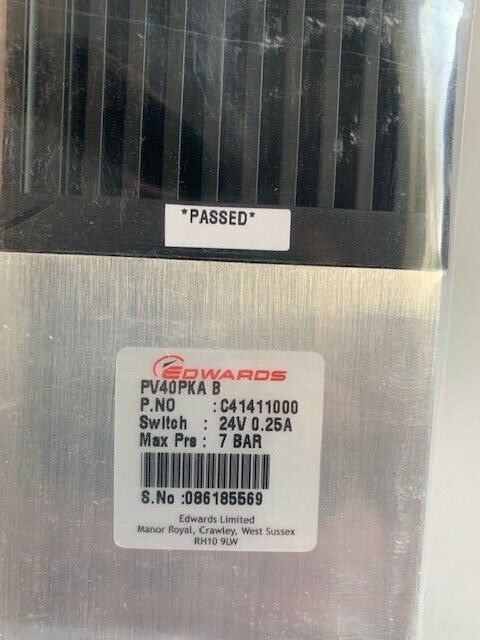 *PASSED*
EDWARDS
PV40PKA B
P.NO :C41411000
Switch : 24V 0.25A
Max Prs : 7 BAR
S.No :086185569
Edwards Limited
Manor Royal, Crawley, West Sussex
RH10 9LW